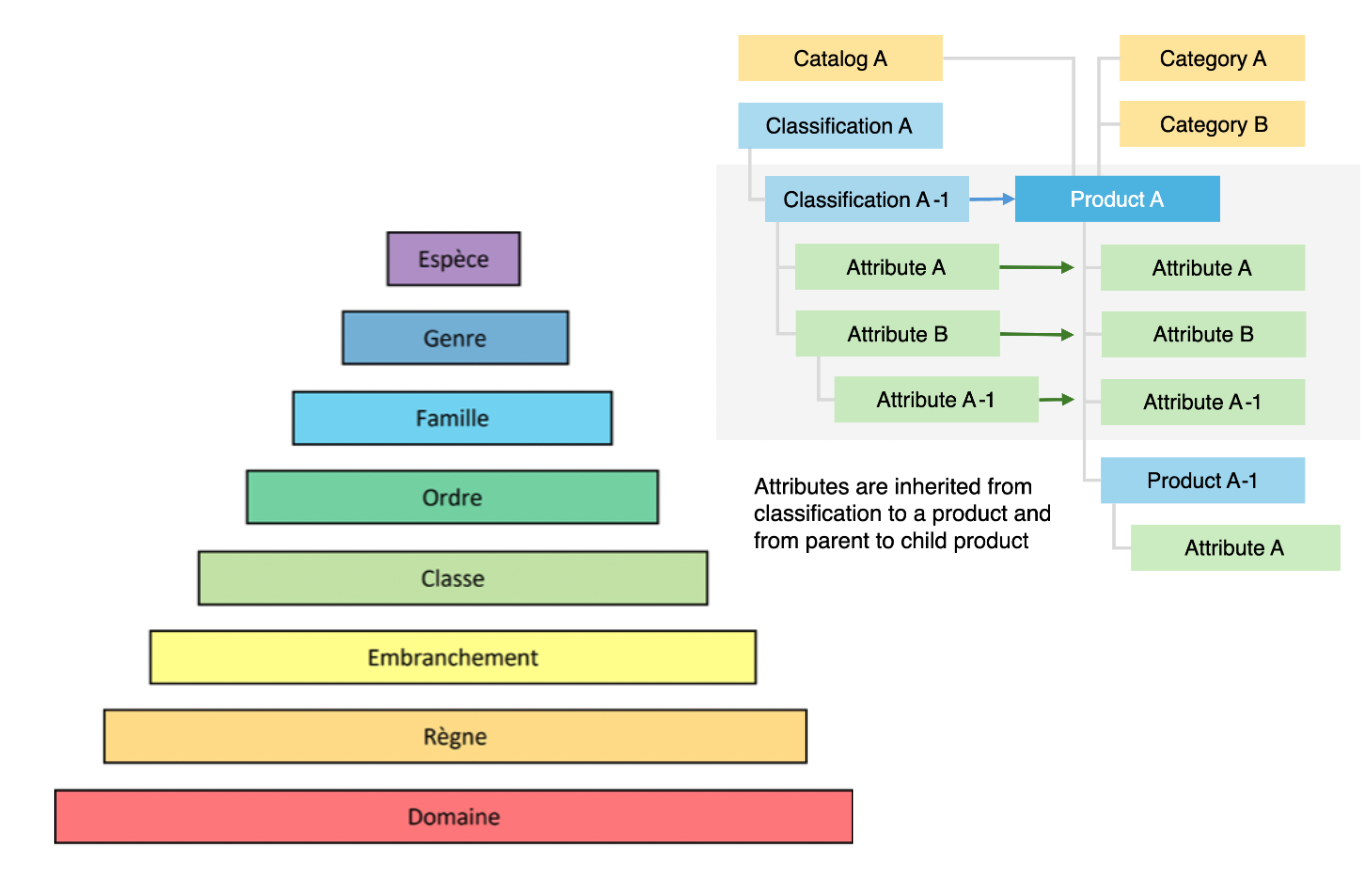 Catalog A
Category A
Classification A
Category B
Classification A-1
Product A
Attribute A
Attribute A
Attribute B
Attribute B
Attribute A-1
Attribute A-1
Attributes are inherited from
classification to a product and
from parent to child product
Product A-1
Attribute A
Espèce
Genre
Famille
Ordre
Classe
Embranchement
Règne
Domaine